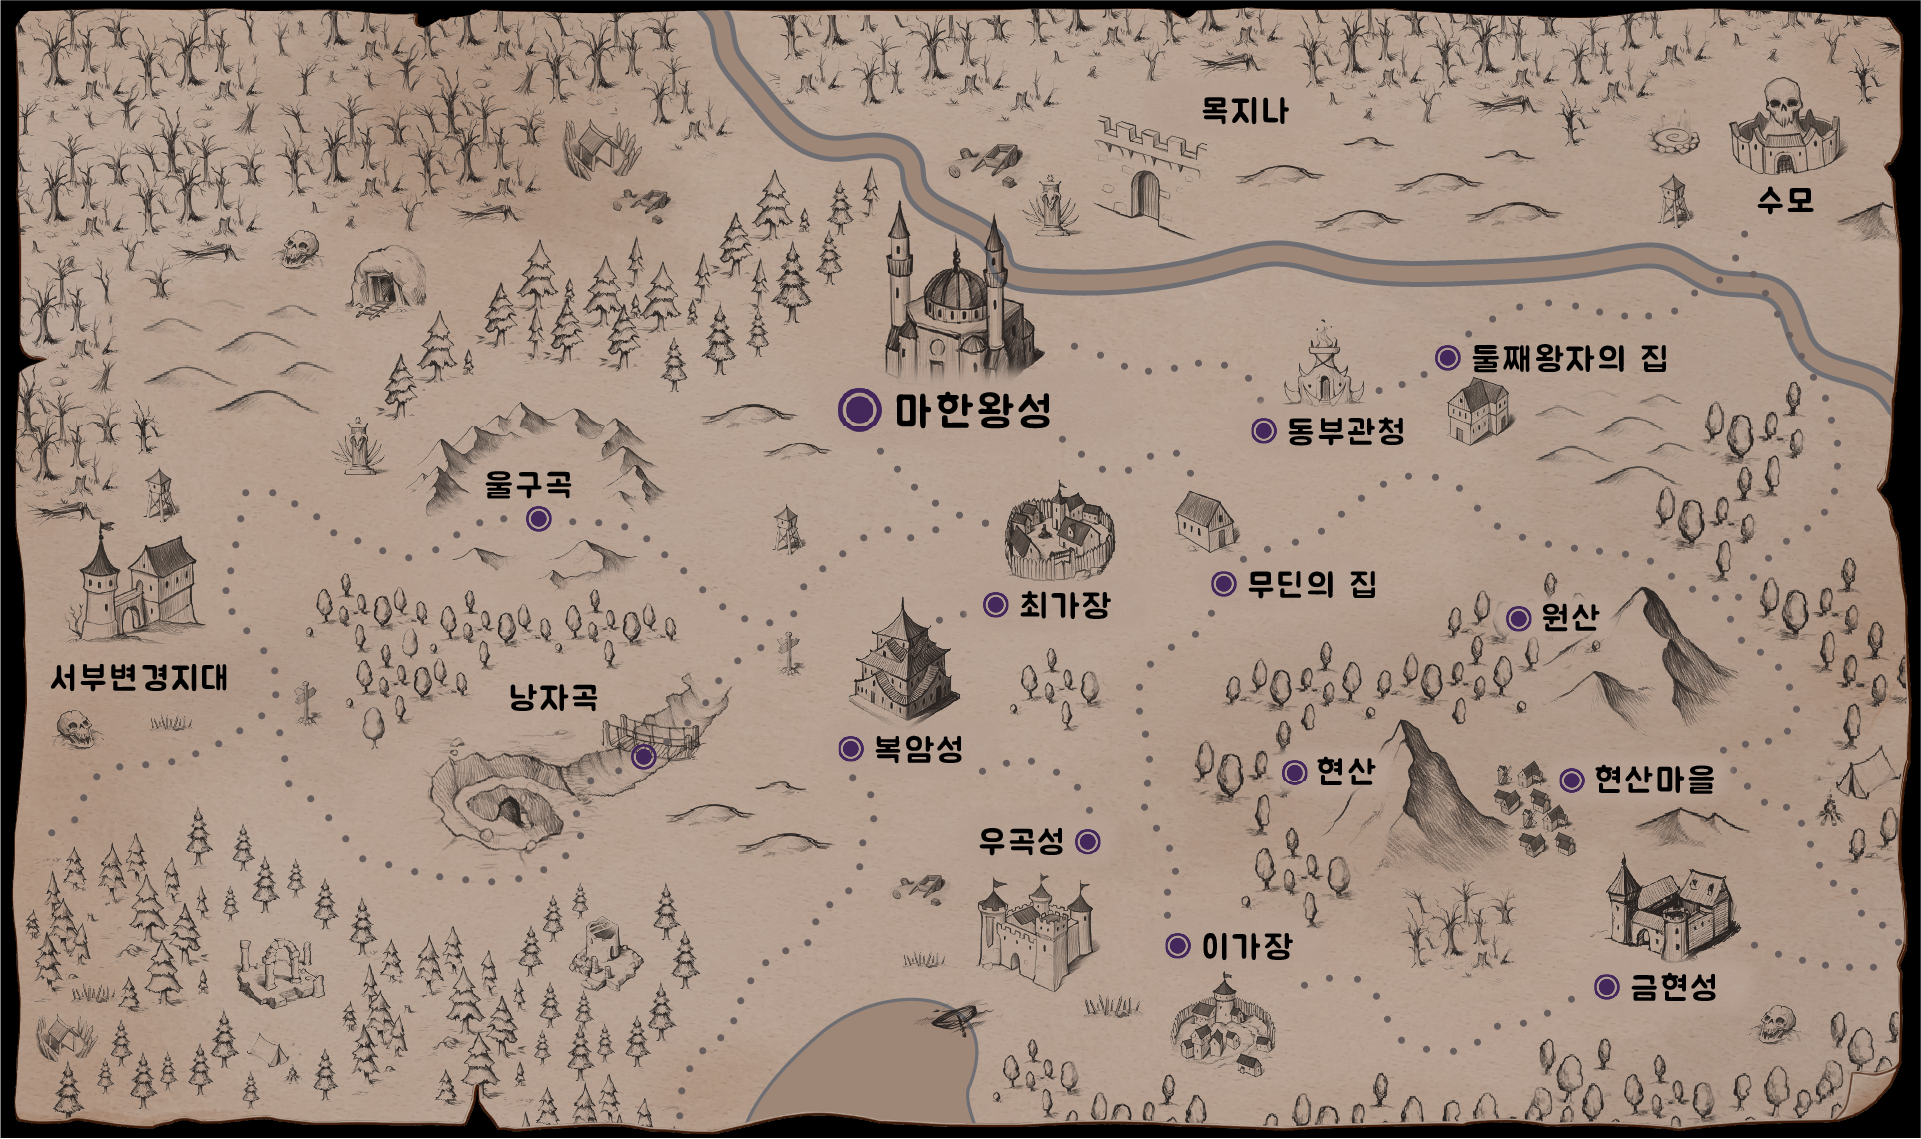 목지나
수모
둘째왕자의 집
마한왕성
동부관청
울구곡
무딘의 집
최가장
원산
서부변경지대
낭자곡
복암성
현산
현산마을
우곡성
이가장
금현성